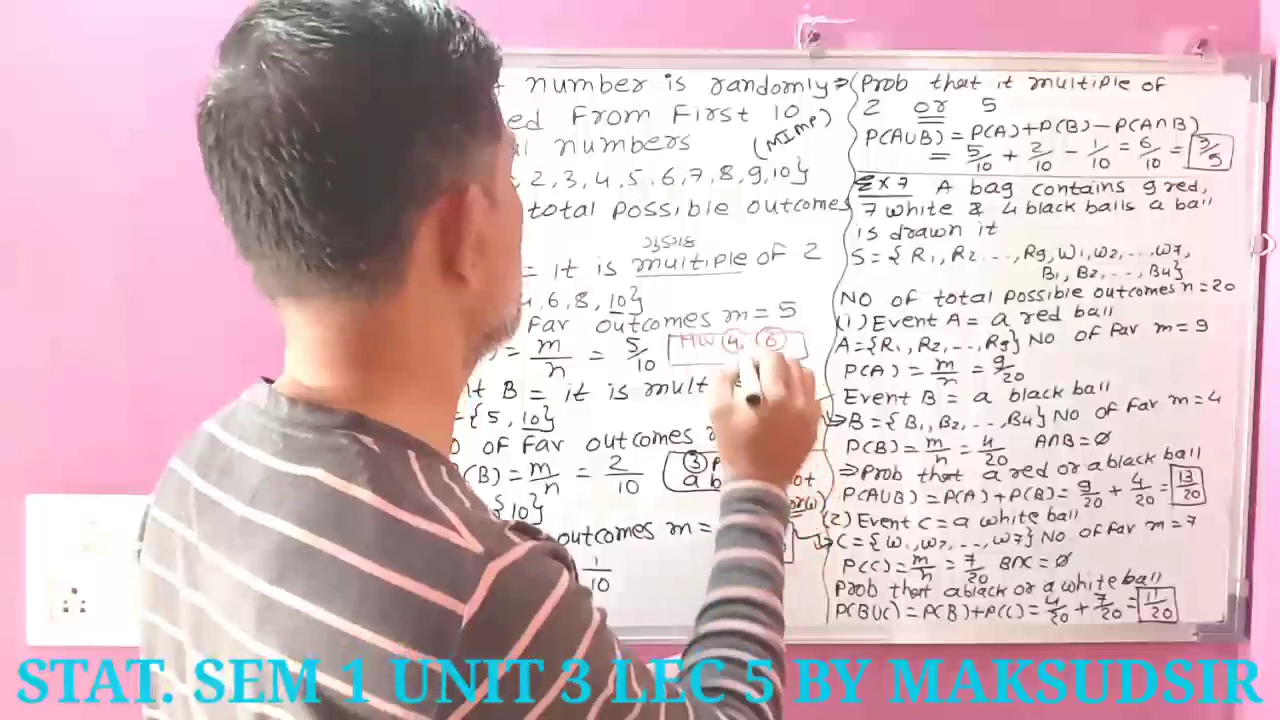 number is randomly
ed From First 10
numbers (MIMP)
2, 3, 4, 5, 6, 7, 8, 9, 10}
total possible outcomes
= It is multiple of 2
4, 6, 8, 10}
Far outcomes m = 5
= m/n = 5/10 HW ④, ⑥
B = it is mult
= {5, 10}
o of Far outcomes
(B) = m/n = 2/10 ③
{10}
outcomes m =
1/10
⇒ Prob that it multiple of
2 or 5
P(A∪B) = P(A) + P(B) - P(A∩B)
= 5/10 + 2/10 - 1/10 = 6/10 = 3/5
Ex 7 A bag contains 9 red,
7 white & 4 black balls a ball
is drawn it
S = { R₁, R₂ ..., R₉, W₁, W₂, ... W₇,
B₁, B₂, ..., B₄}
NO of total possible outcomes n = 20
(1) Event A = a red ball
A = {R₁, R₂, ..., R₉} NO of Far m = 9
P(A) = m/n = 9/20
Event B = a black ball
B = { B₁, B₂, ..., B₄} NO of Far m = 4
P(B) = m/n = 4/20 A∩B = ∅
⇒ Prob that a red or a black ball
P(A∪B) = P(A) + P(B) = 9/20 + 4/20 = 13/20
(2) Event C = a white ball
C = {W₁, W₂, ..., W₇} NO of Far m = 7
P(C) = m/n = 7/20 B∩C = ∅
Prob that a black or a white ball
P(B∪C) = P(B) + P(C) = 4/20 + 7/20 = 11/20
STAT. SEM 1 UNIT 3 LEC 5 BY MAKSUDSIR